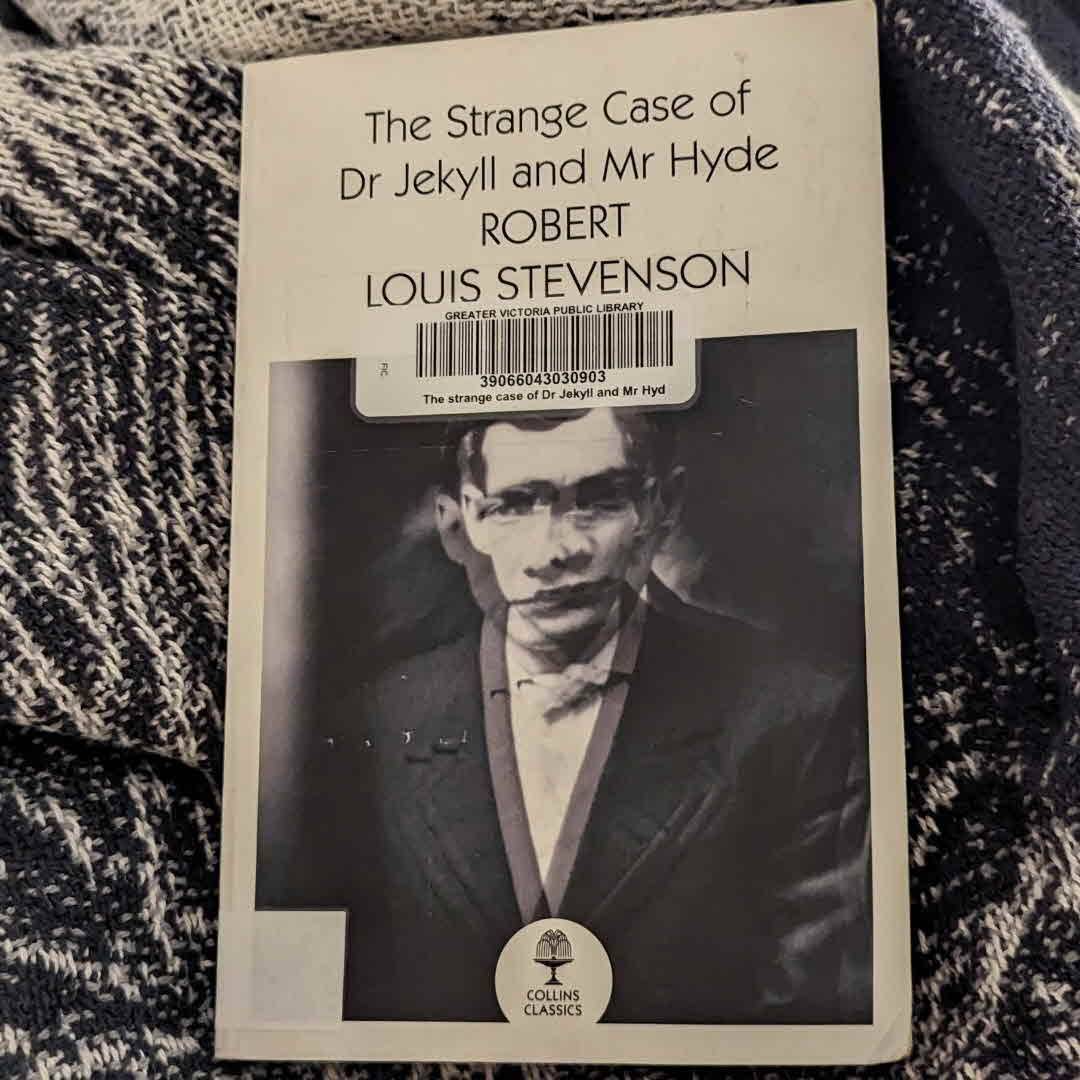 The Strange Case of
Dr Jekyll and Mr Hyde
ROBERT
LOUIS STEVENSON
GREATER VICTORIA PUBLIC LIBRARY
FIC
39066043030903
The strange case of Dr Jekyll and Mr Hyd
COLLINS
CLASSICS